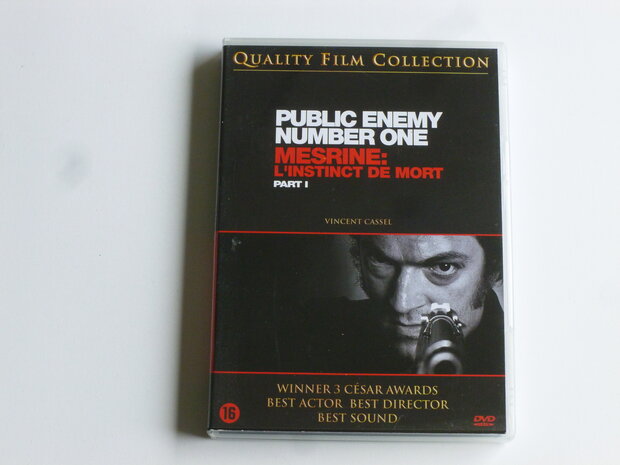 QUALITY FILM COLLECTION
PUBLIC ENEMY
NUMBER ONE
MESRINE:
L'INSTINCT DE MORT
PART I
VINCENT CASSEL
WINNER 3 CÉSAR AWARDS
BEST ACTOR BEST DIRECTOR
BEST SOUND
16
DVD